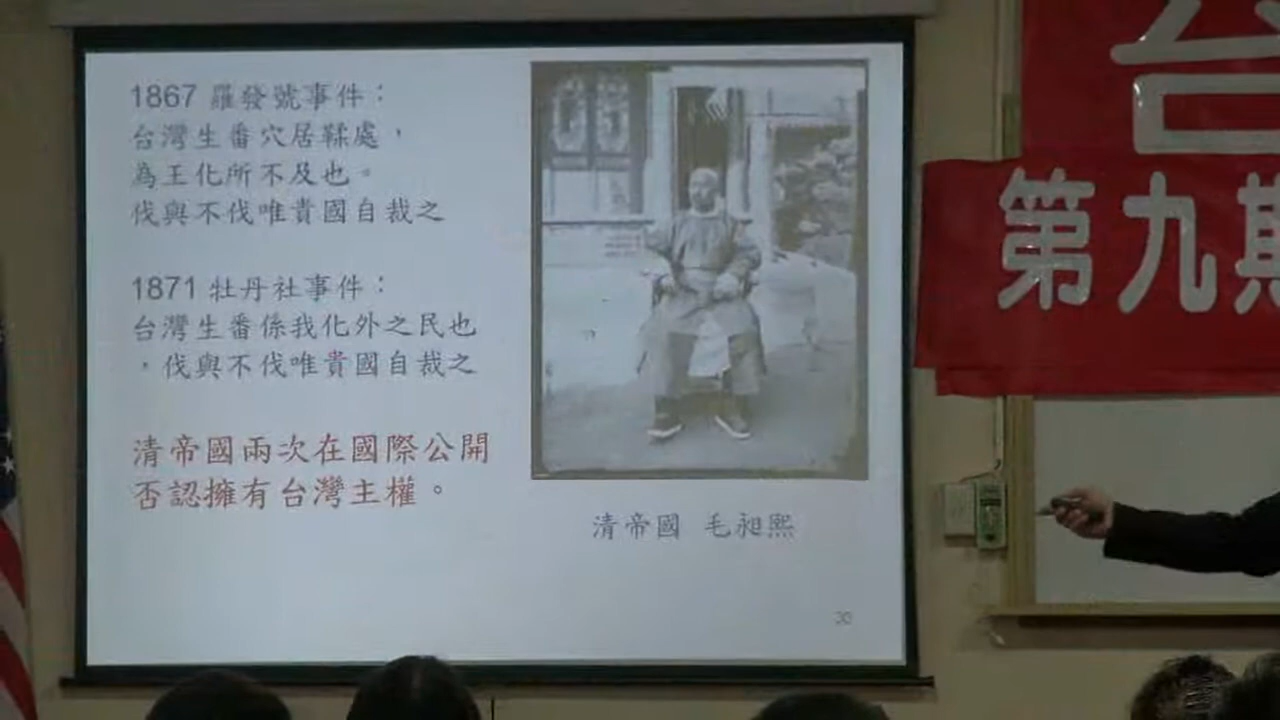 1867 羅發號事件：
台灣生番穴居鞣處，
為王化所不及也。
伐與不伐唯貴國自裁之
1871 牡丹社事件：
台灣生番係我化外之民也
，伐與不伐唯貴國自裁之
清帝國兩次在國際公開
否認擁有台灣主權。
清帝國 毛昶熙
30
台
第九期